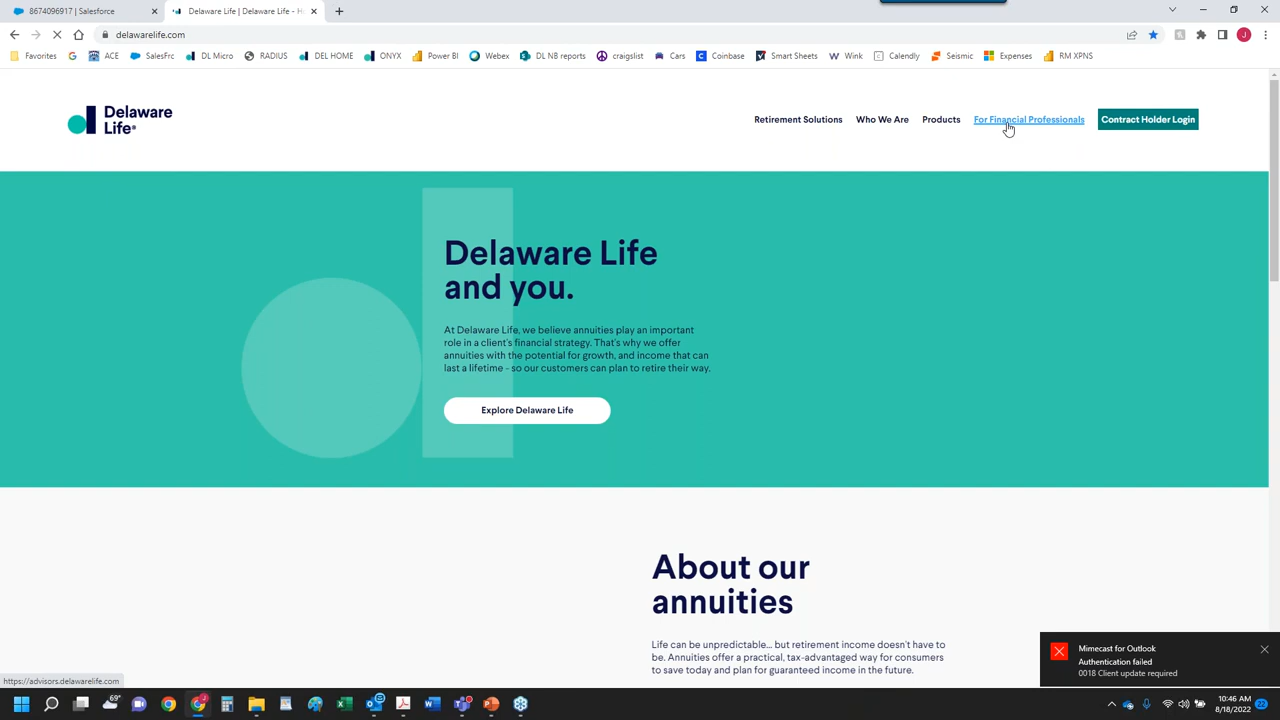 8674096917 | Salesforce
Delaware Life | Delaware Life - Ho
delawarelife.com
J
Favorites
G
ACE
SalesFrc
DL Micro
RADIUS
DEL HOME
ONYX
Power BI
Webex
DL NB reports
craigslist
Cars
Coinbase
Smart Sheets
Wink
Calendly
Seismic
Expenses
RM XPNS
Delaware
Life®
Retirement Solutions
Who We Are
Products
For Financial Professionals
Contract Holder Login
Delaware Life
and you.
At Delaware Life, we believe annuities play an important
role in a client's financial strategy. That's why we offer
annuities with the potential for growth, and income that can
last a lifetime - so our customers can plan to retire their way.
Explore Delaware Life
About our
annuities
Life can be unpredictable... but retirement income doesn't have to
be. Annuities offer a practical, tax-advantaged way for consumers
to save today and plan for guaranteed income in the future.
Mimecast for Outlook
Authentication failed
0018 Client update required
https://advisors.delawarelife.com
69°
10:46 AM
8/18/2022
22